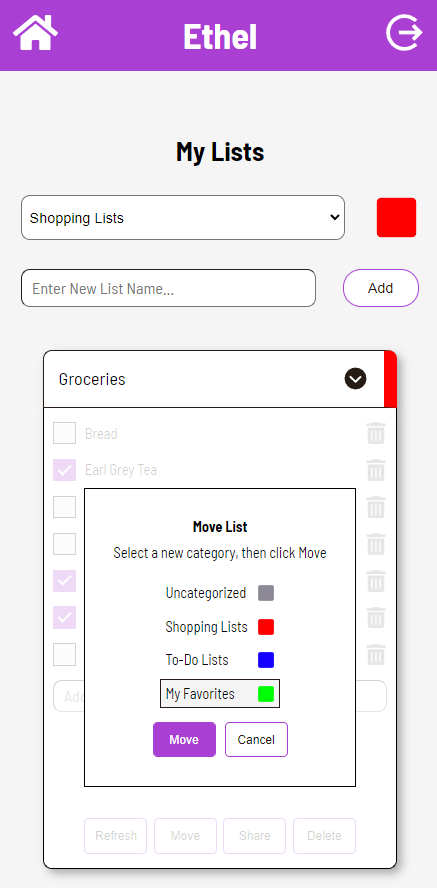 Ethel
My Lists
Shopping Lists
Enter New List Name...
Add
Groceries
Bread
Earl Grey Tea
Move List
Select a new category, then click Move
Uncategorized
Shopping Lists
To-Do Lists
My Favorites
Move Cancel
Refresh Move Share Delete